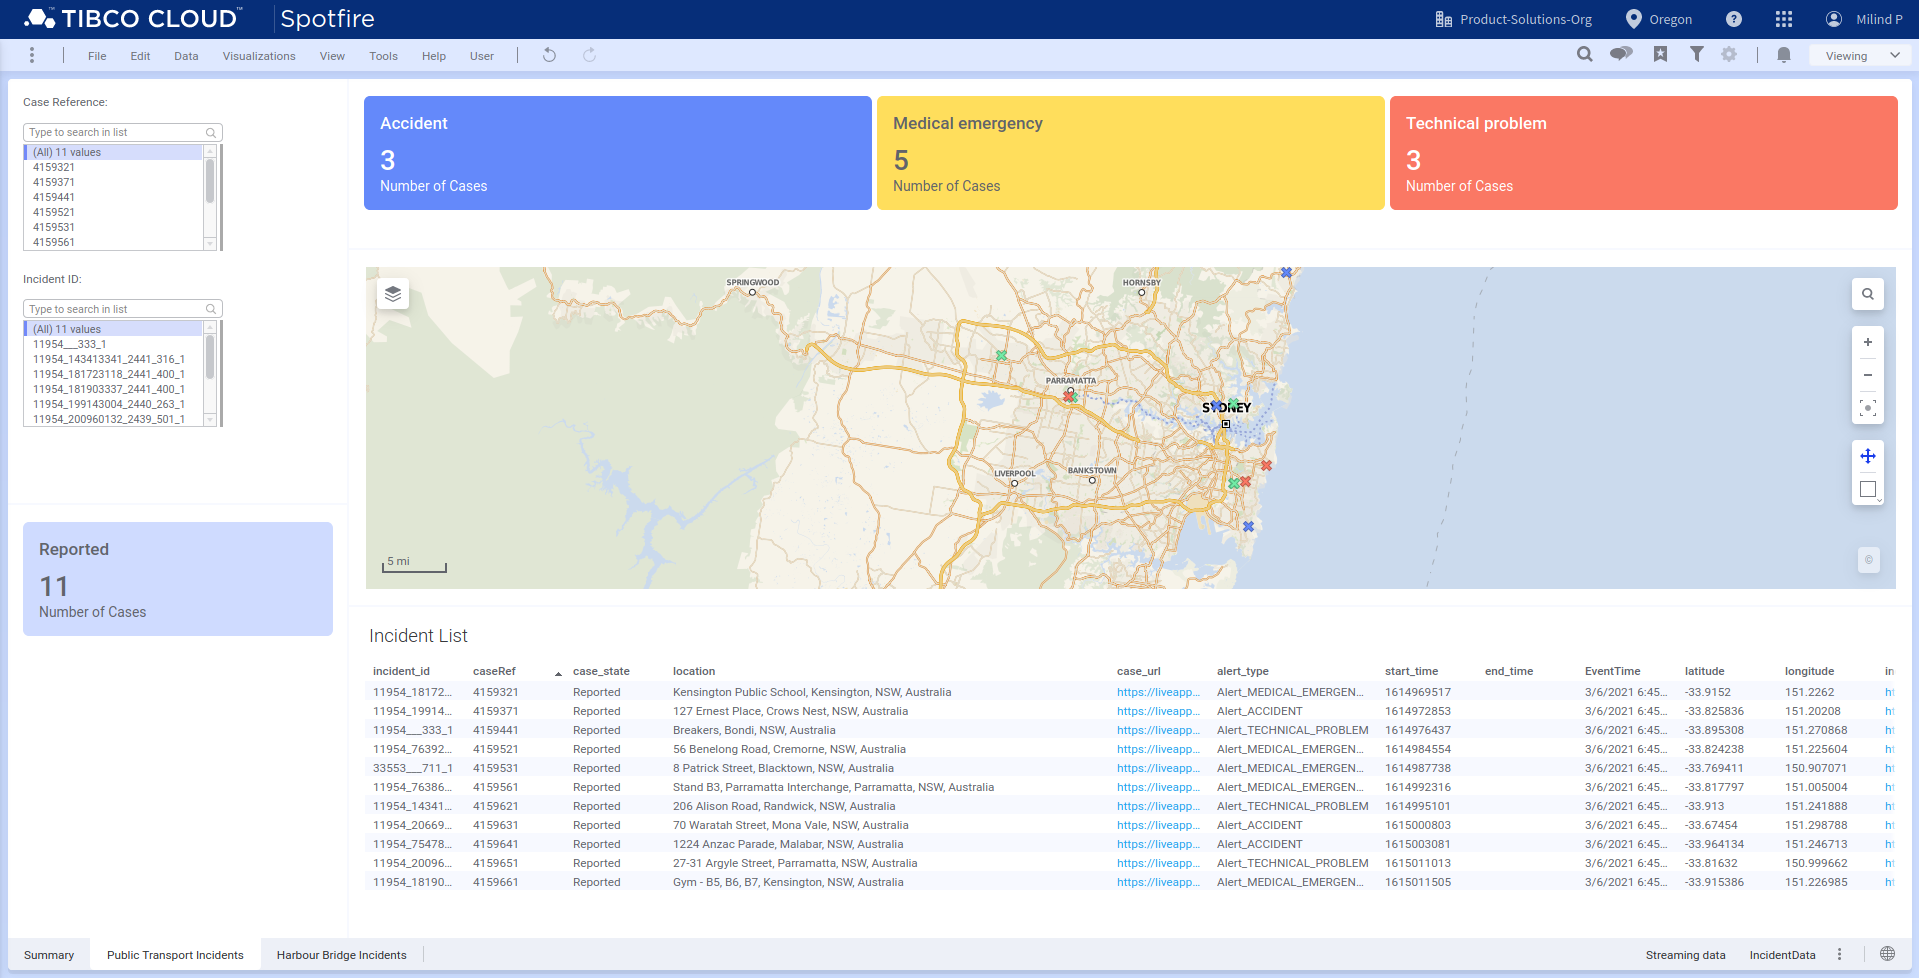 TIBCO CLOUD™ Spotfire
Product-Solutions-Org Oregon ? Milind P
File Edit Data Visualizations View Tools Help User Viewing
Case Reference:
Type to search in list
(All) 11 values
4159321
4159371
4159441
4159521
4159531
4159561
Incident ID:
Type to search in list
(All) 11 values
11954___333_1
11954_143413341_2441_316_1
11954_181723118_2441_400_1
11954_181903337_2441_400_1
11954_199143004_2440_263_1
11954_200960132_2439_501_1
Reported
11
Number of Cases
Accident
3
Number of Cases
Medical emergency
5
Number of Cases
Technical problem
3
Number of Cases
SPRINGWOOD
HORNSBY
PARRAMATTA
SYDNEY
LIVERPOOL
BANKSTOWN
5 mi
©
Incident List
incident_id caseRef case_state location case_url alert_type start_time end_time EventTime latitude longitude in
11954_18172... 4159321 Reported Kensington Public School, Kensington, NSW, Australia https://liveapp... Alert_MEDICAL_EMERGEN... 1614969517 3/6/2021 6:45... -33.9152 151.2262 ht
11954_19914... 4159371 Reported 127 Ernest Place, Crows Nest, NSW, Australia https://liveapp... Alert_ACCIDENT 1614972853 3/6/2021 6:45... -33.825836 151.20208 ht
11954___333_1 4159441 Reported Breakers, Bondi, NSW, Australia https://liveapp... Alert_TECHNICAL_PROBLEM 1614976437 3/6/2021 6:45... -33.895308 151.270868 ht
11954_76392... 4159521 Reported 56 Benelong Road, Cremorne, NSW, Australia https://liveapp... Alert_MEDICAL_EMERGEN... 1614984554 3/6/2021 6:45... -33.824238 151.225604 ht
33553___711_1 4159531 Reported 8 Patrick Street, Blacktown, NSW, Australia https://liveapp... Alert_MEDICAL_EMERGEN... 1614987738 3/6/2021 6:45... -33.769411 150.907071 ht
11954_76386... 4159561 Reported Stand B3, Parramatta Interchange, Parramatta, NSW, Australia https://liveapp... Alert_MEDICAL_EMERGEN... 1614992316 3/6/2021 6:45... -33.817797 151.005004 ht
11954_14341... 4159621 Reported 206 Alison Road, Randwick, NSW, Australia https://liveapp... Alert_TECHNICAL_PROBLEM 1614995101 3/6/2021 6:45... -33.913 151.241888 ht
11954_20669... 4159631 Reported 70 Waratah Street, Mona Vale, NSW, Australia https://liveapp... Alert_ACCIDENT 1615000803 3/6/2021 6:45... -33.67454 151.298788 ht
11954_75478... 4159641 Reported 1224 Anzac Parade, Malabar, NSW, Australia https://liveapp... Alert_ACCIDENT 1615003081 3/6/2021 6:45... -33.964134 151.246713 ht
11954_20096... 4159651 Reported 27-31 Argyle Street, Parramatta, NSW, Australia https://liveapp... Alert_TECHNICAL_PROBLEM 1615011013 3/6/2021 6:45... -33.81632 150.999662 ht
11954_18190... 4159661 Reported Gym - B5, B6, B7, Kensington, NSW, Australia https://liveapp... Alert_MEDICAL_EMERGEN... 1615011505 3/6/2021 6:45... -33.915386 151.226985 ht
Summary Public Transport Incidents Harbour Bridge Incidents Streaming data IncidentData